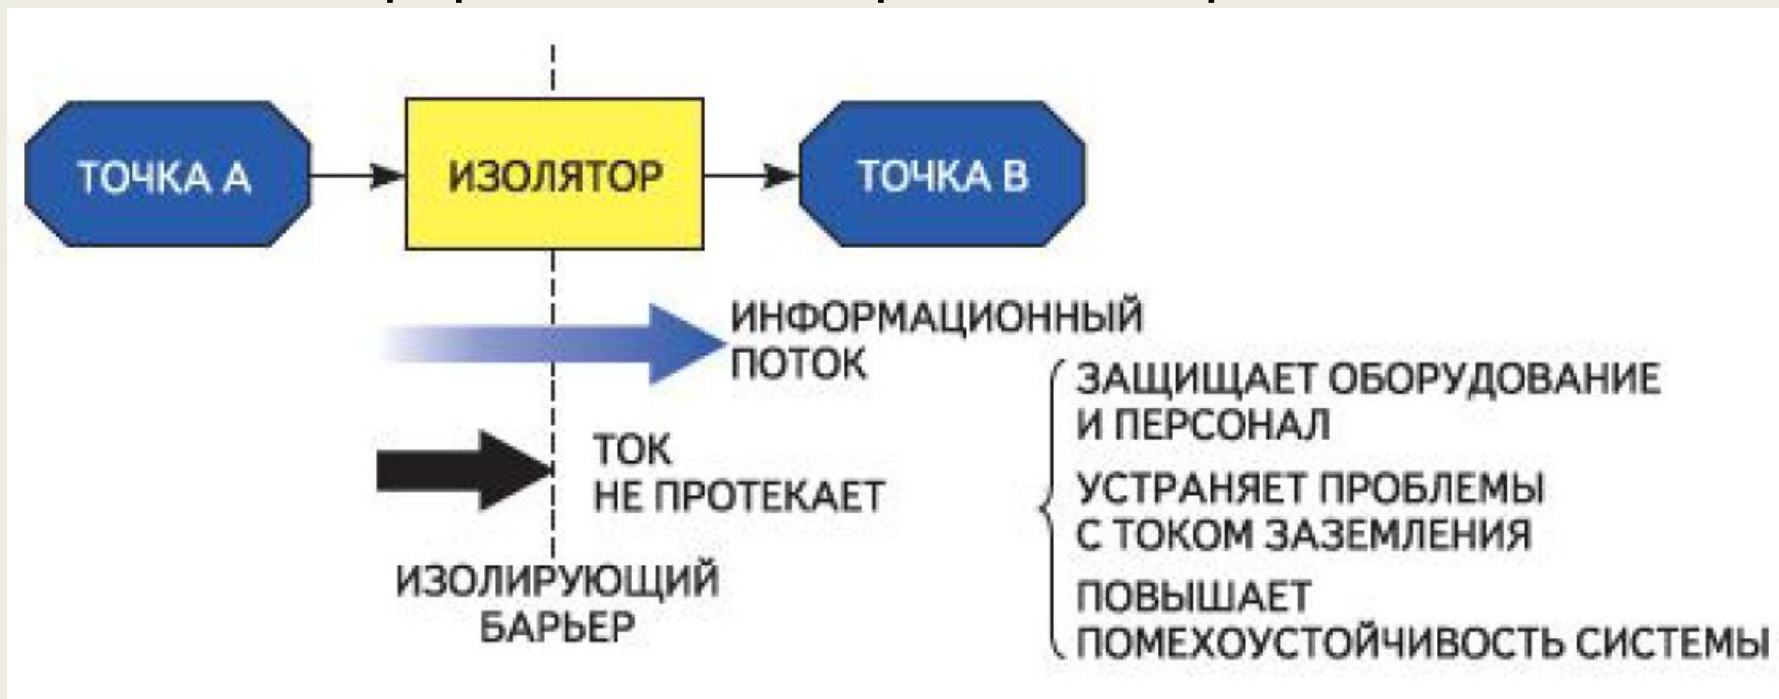 ТОЧКА А
ИЗОЛЯТОР
ТОЧКА В
ИНФОРМАЦИОННЫЙ
ПОТОК
ТОК
НЕ ПРОТЕКАЕТ
ИЗОЛИРУЮЩИЙ
БАРЬЕР
ЗАЩИЩАЕТ ОБОРУДОВАНИЕ
И ПЕРСОНАЛ
УСТРАНЯЕТ ПРОБЛЕМЫ
С ТОКОМ ЗАЗЕМЛЕНИЯ
ПОВЫШАЕТ
ПОМЕХОУСТОЙЧИВОСТЬ СИСТЕМЫ